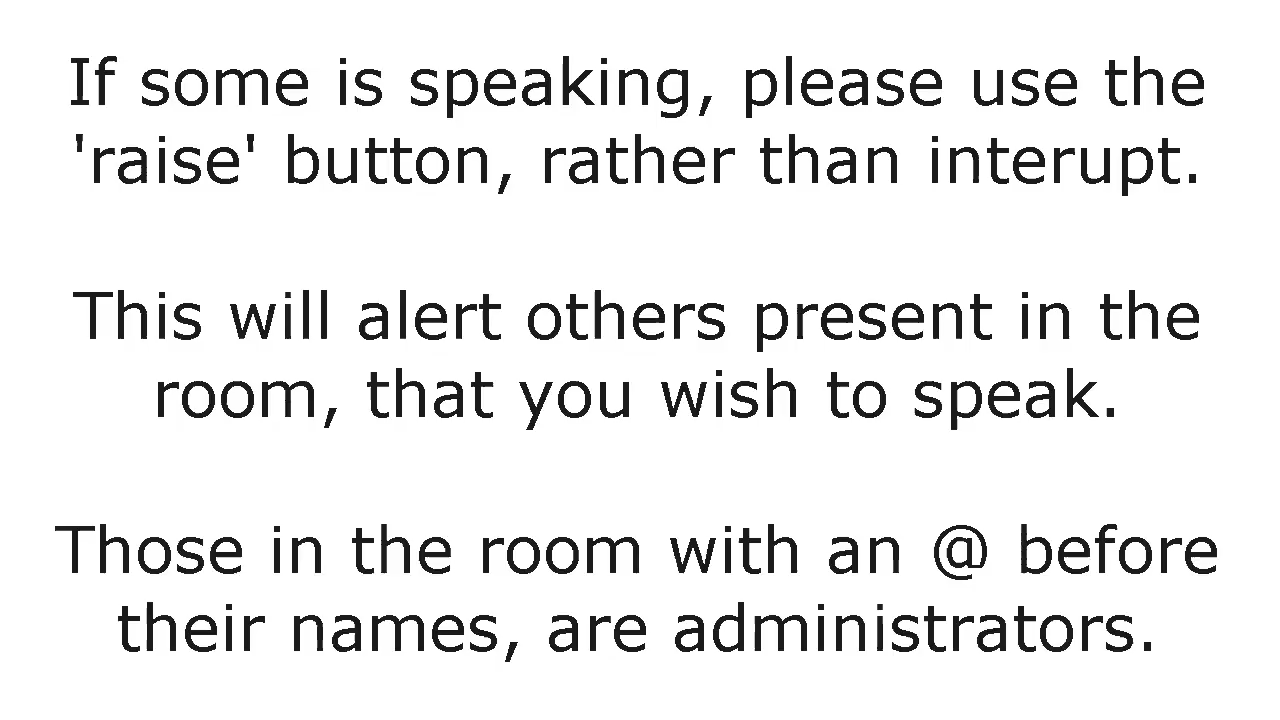 If some is speaking, please use the
'raise' button, rather than interupt.
This will alert others present in the
room, that you wish to speak.
Those in the room with an @ before
their names, are administrators.